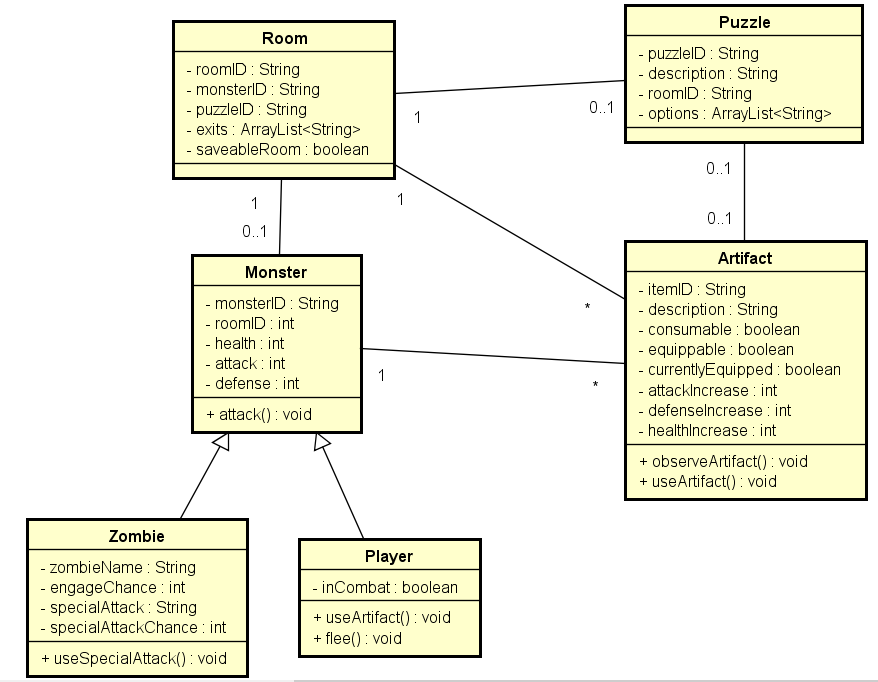 Room
- roomID : String
- monsterID : String
- puzzleID : String
- exits : ArrayList<String>
- saveableRoom : boolean
Puzzle
- puzzleID : String
- description : String
- roomID : String
- options : ArrayList<String>
1
0..1
1
0..1
1
*
0..1
0..1
Monster
- monsterID : String
- roomID : int
- health : int
- attack : int
- defense : int
+ attack() : void
1
*
Artifact
- itemID : String
- description : String
- consumable : boolean
- equippable : boolean
- currentlyEquipped : boolean
- attackIncrease : int
- defenseIncrease : int
- healthIncrease : int
+ observeArtifact() : void
+ useArtifact() : void
Zombie
- zombieName : String
- engageChance : int
- specialAttack : String
- specialAttackChance : int
+ useSpecialAttack() : void
Player
- inCombat : boolean
+ useArtifact() : void
+ flee() : void